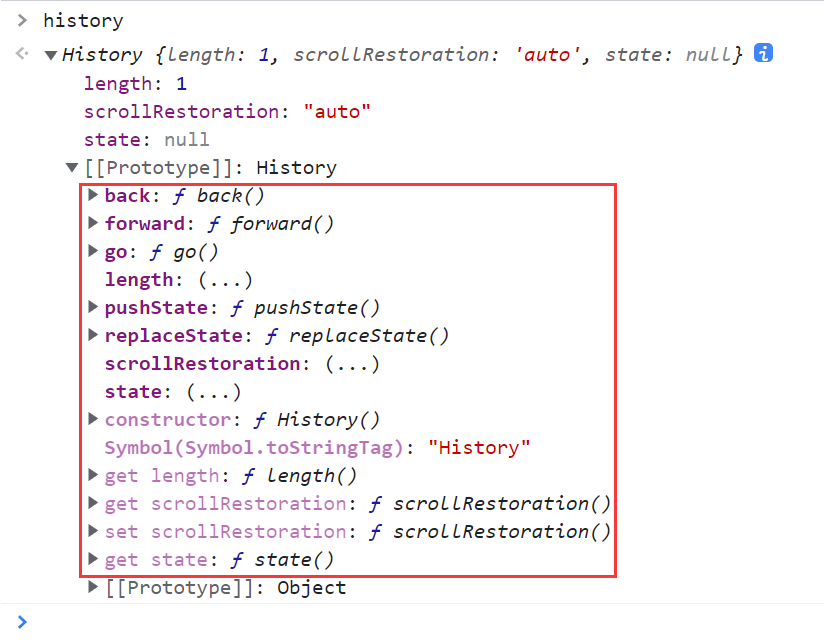 > history
<· ▼History {length: 1, scrollRestoration: 'auto', state: null} i
length: 1
scrollRestoration: "auto"
state: null
▼[[Prototype]]: History
▶back: ƒ back()
▶forward: ƒ forward()
▶go: ƒ go()
length: (...)
▶pushState: ƒ pushState()
▶replaceState: ƒ replaceState()
scrollRestoration: (...)
state: (...)
▶constructor: ƒ History()
Symbol(Symbol.toStringTag): "History"
▶get length: ƒ length()
▶get scrollRestoration: ƒ scrollRestoration()
▶set scrollRestoration: ƒ scrollRestoration()
▶get state: ƒ state()
▶[[Prototype]]: Object
>